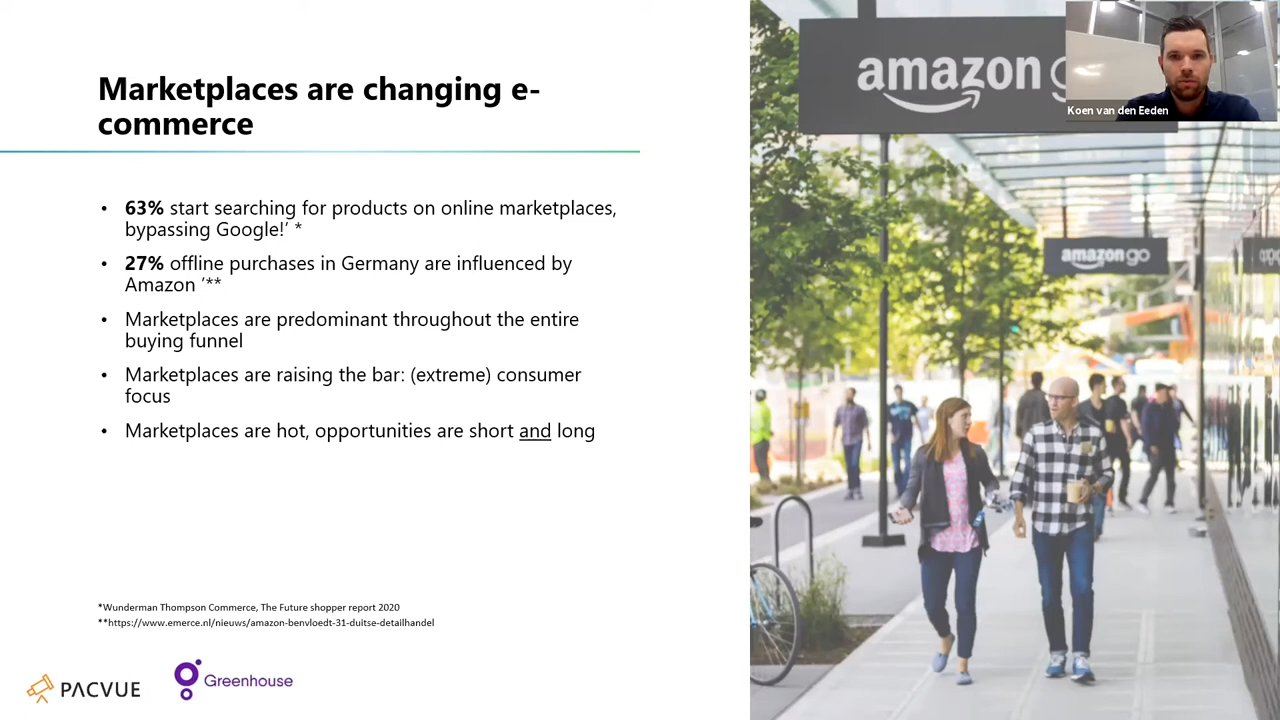 Marketplaces are changing e-
commerce
• 63% start searching for products on online marketplaces,
bypassing Google!’ *
• 27% offline purchases in Germany are influenced by
Amazon ‘**
• Marketplaces are predominant throughout the entire
buying funnel
• Marketplaces are raising the bar: (extreme) consumer
focus
• Marketplaces are hot, opportunities are short and long
*Wunderman Thompson Commerce, The Future shopper report 2020
**https://www.emerce.nl/nieuws/amazon-benvloedt-31-duitse-detailhandel
PACVUE
Greenhouse
amazon g
Koen van den Eeden
amazon go